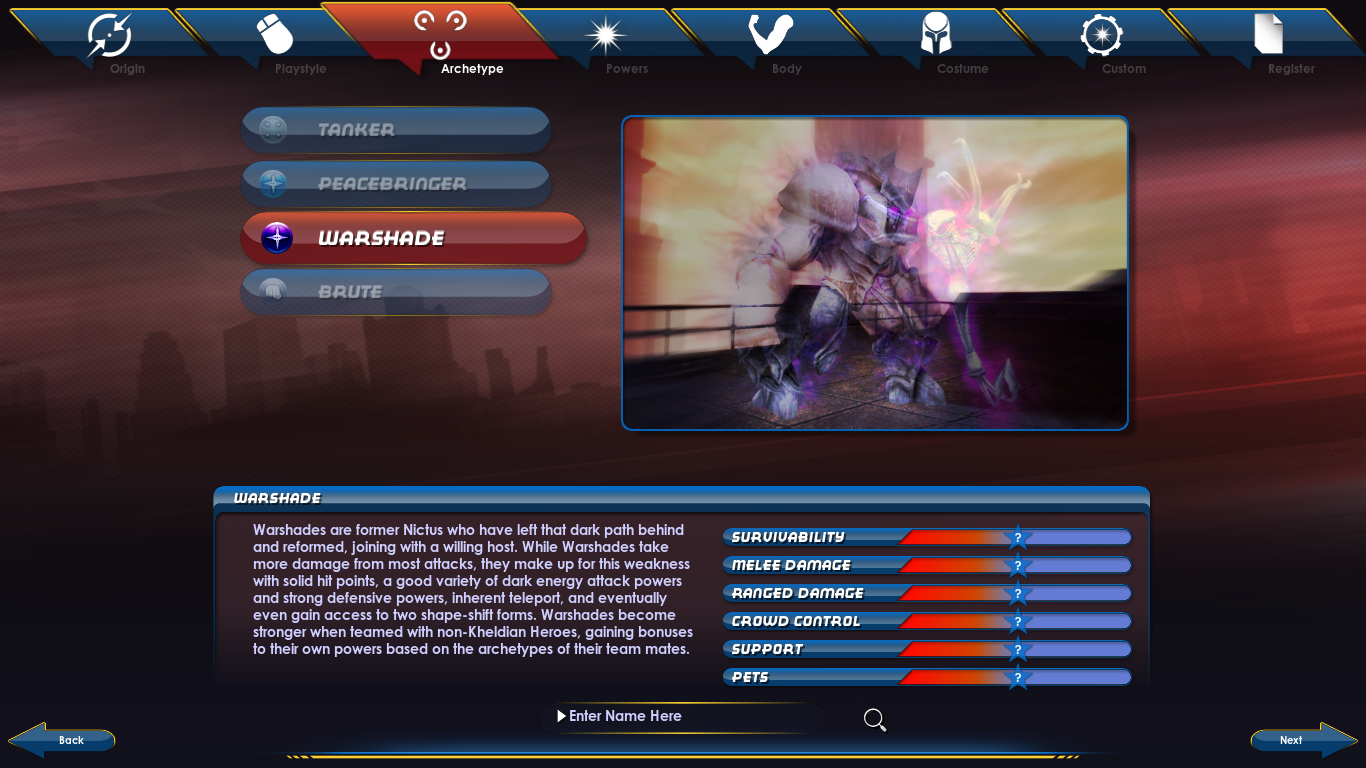 Origin
Playstyle
Archetype
Powers
Body
Costume
Custom
Register
TANKER
PEACEBRINGER
WARSHADE
BRUTE
WARSHADE
Warshades are former Nictus who have left that dark path behind
and reformed, joining with a willing host. While Warshades take
more damage from most attacks, they make up for this weakness
with solid hit points, a good variety of dark energy attack powers
and strong defensive powers, inherent teleport, and eventually
even gain access to two shape-shift forms. Warshades become
stronger when teamed with non-Kheldian Heroes, gaining bonuses
to their own powers based on the archetypes of their team mates.
SURVIVABILITY ?
MELEE DAMAGE ?
RANGED DAMAGE ?
CROWD CONTROL ?
SUPPORT ?
PETS ?
Enter Name Here
Back
Next